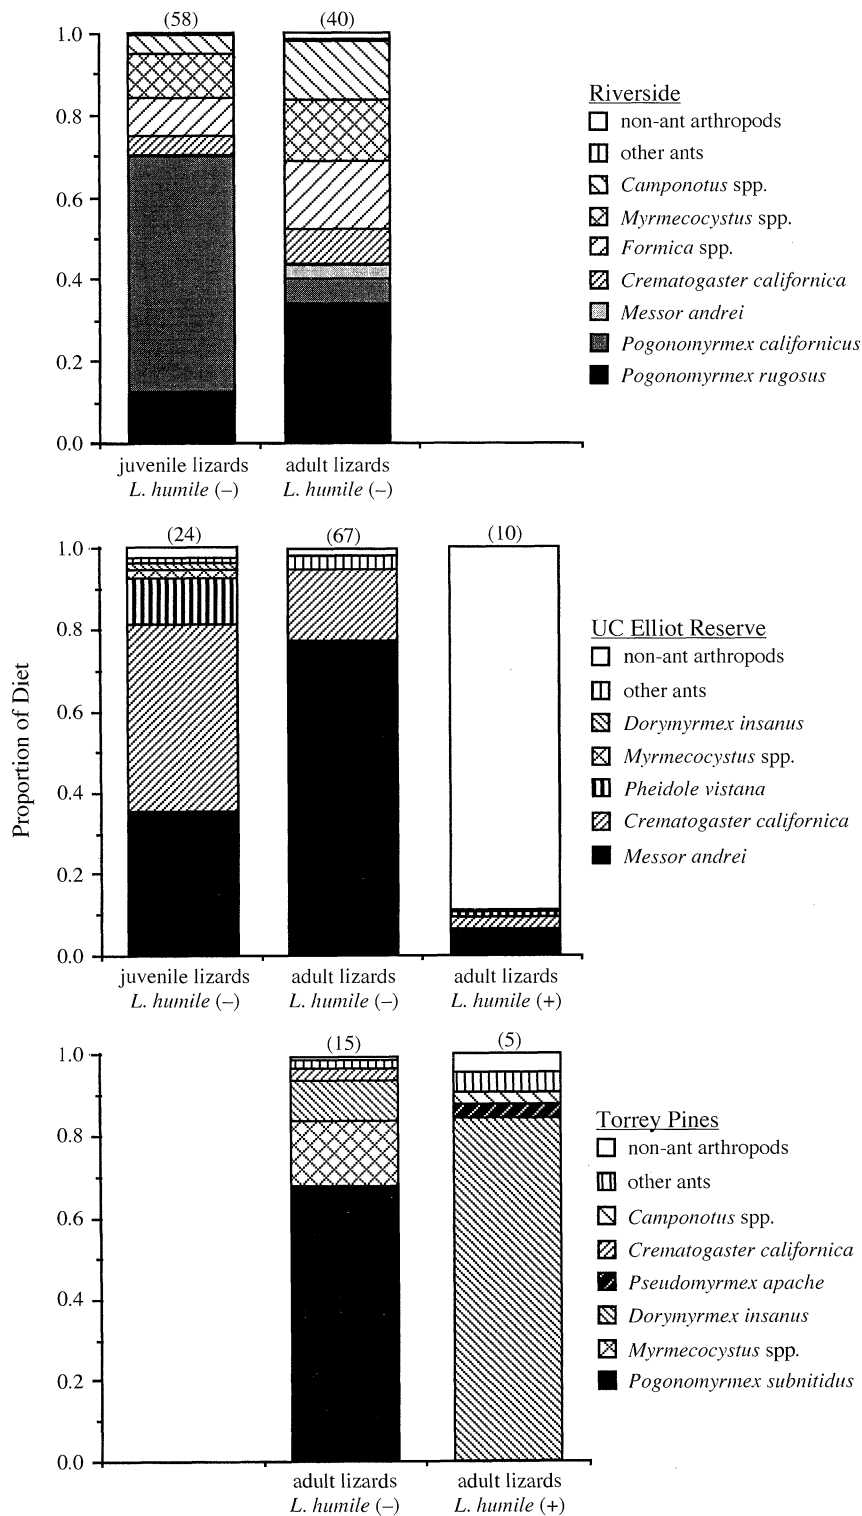 Proportion of Diet
(58)
(40)
1.0
0.8
0.6
0.4
0.2
0.0
juvenile lizards
L. humile (–)
adult lizards
L. humile (–)
Riverside
non-ant arthropods
other ants
Camponotus spp.
Myrmecocystus spp.
Formica spp.
Crematogaster californica
Messor andrei
Pogonomyrmex californicus
Pogonomyrmex rugosus
(24)
(67)
(10)
1.0
0.8
0.6
0.4
0.2
0.0
juvenile lizards
L. humile (–)
adult lizards
L. humile (–)
adult lizards
L. humile (+)
UC Elliot Reserve
non-ant arthropods
other ants
Dorymyrmex insanus
Myrmecocystus spp.
Pheidole vistana
Crematogaster californica
Messor andrei
(15)
(5)
1.0
0.8
0.6
0.4
0.2
0.0
adult lizards
L. humile (–)
adult lizards
L. humile (+)
Torrey Pines
non-ant arthropods
other ants
Camponotus spp.
Crematogaster californica
Pseudomyrmex apache
Dorymyrmex insanus
Myrmecocystus spp.
Pogonomyrmex subnitidus